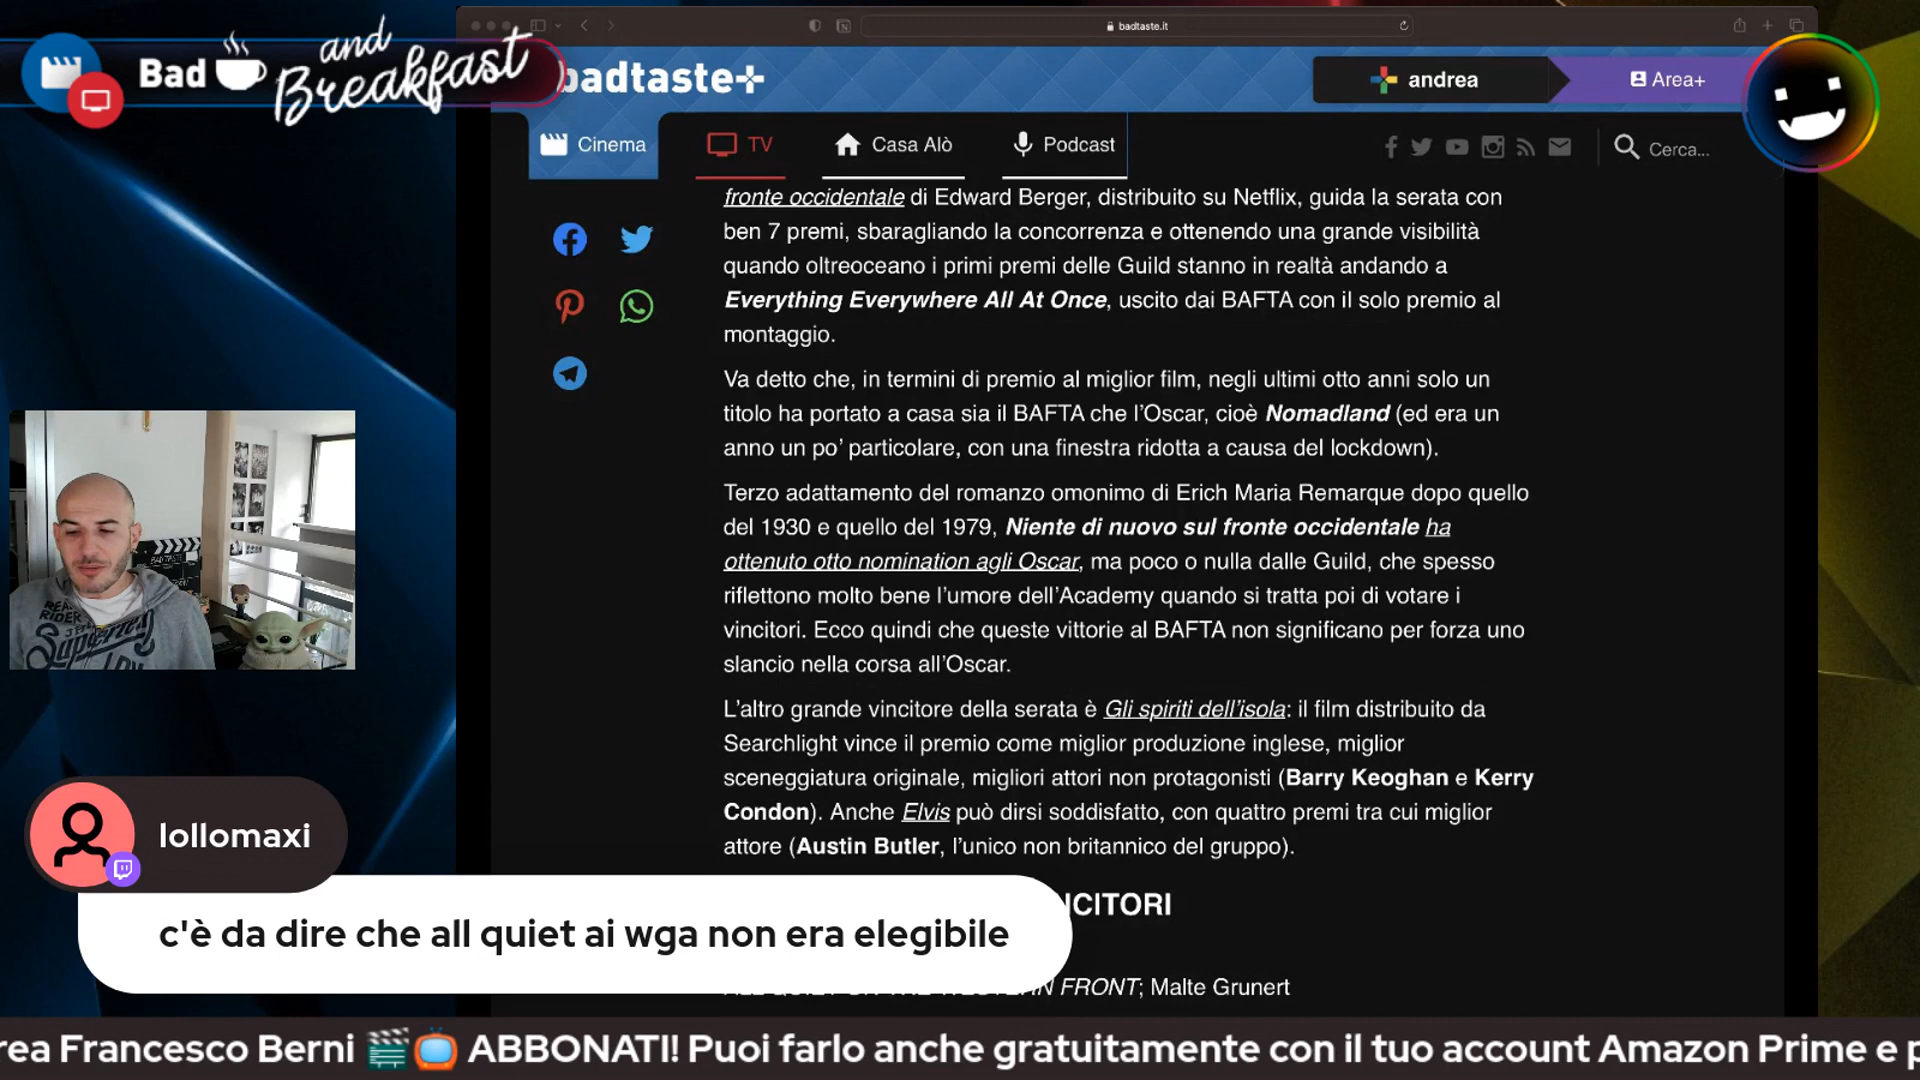 badtaste.it
Bad and Breakfast
badtaste+
andrea
Area+
Cinema
TV
Casa Alò
Podcast
Cerca...
fronte occidentale di Edward Berger, distribuito su Netflix, guida la serata con
ben 7 premi, sbaragliando la concorrenza e ottenendo una grande visibilità
quando oltreoceano i primi premi delle Guild stanno in realtà andando a
Everything Everywhere All At Once, uscito dai BAFTA con il solo premio al
montaggio.
Va detto che, in termini di premio al miglior film, negli ultimi otto anni solo un
titolo ha portato a casa sia il BAFTA che l'Oscar, cioè Nomadland (ed era un
anno un po' particolare, con una finestra ridotta a causa del lockdown).
Terzo adattamento del romanzo omonimo di Erich Maria Remarque dopo quello
del 1930 e quello del 1979, Niente di nuovo sul fronte occidentale ha
ottenuto otto nomination agli Oscar, ma poco o nulla dalle Guild, che spesso
riflettono molto bene l'umore dell'Academy quando si tratta poi di votare i
vincitori. Ecco quindi che queste vittorie al BAFTA non significano per forza uno
slancio nella corsa all'Oscar.
L'altro grande vincitore della serata è Gli spiriti dell'isola: il film distribuito da
Searchlight vince il premio come miglior produzione inglese, miglior
sceneggiatura originale, migliori attori non protagonisti (Barry Keoghan e Kerry
Condon). Anche Elvis può dirsi soddisfatto, con quattro premi tra cui miglior
attore (Austin Butler, l'unico non britannico del gruppo).
ICITORI
FRONT; Malte Grunert
lollomaxi
c'è da dire che all quiet ai wga non era elegibile
rea Francesco Berni 🎬📺 ABBONATI! Puoi farlo anche gratuitamente con il tuo account Amazon Prime e p